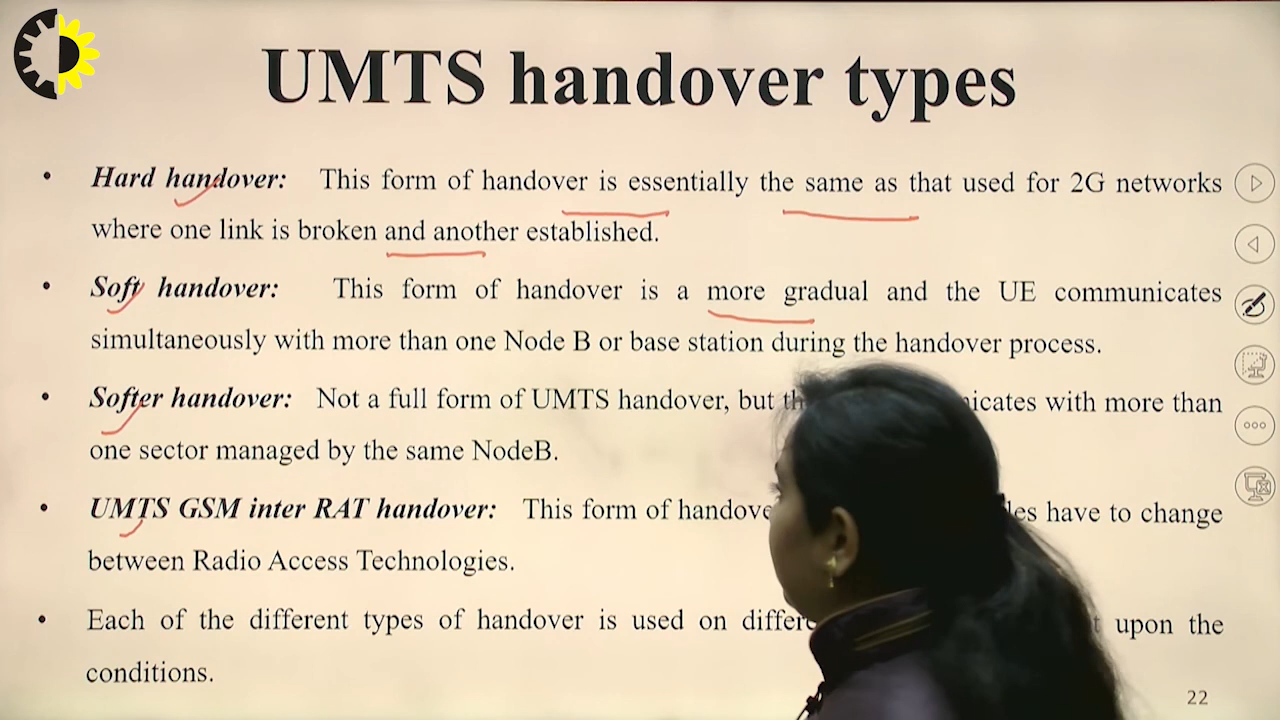 UMTS handover types
• Hard handover: This form of handover is essentially the same as that used for 2G networks
where one link is broken and another established.
• Soft handover: This form of handover is a more gradual and the UE communicates
simultaneously with more than one Node B or base station during the handover process.
• Softer handover: Not a full form of UMTS handover, but with more than
one sector managed by the same NodeB.
• UMTS GSM inter RAT handover: This form of have to change
between Radio Access Technologies.
• Each of the different types of handover is used on upon the
conditions.
22